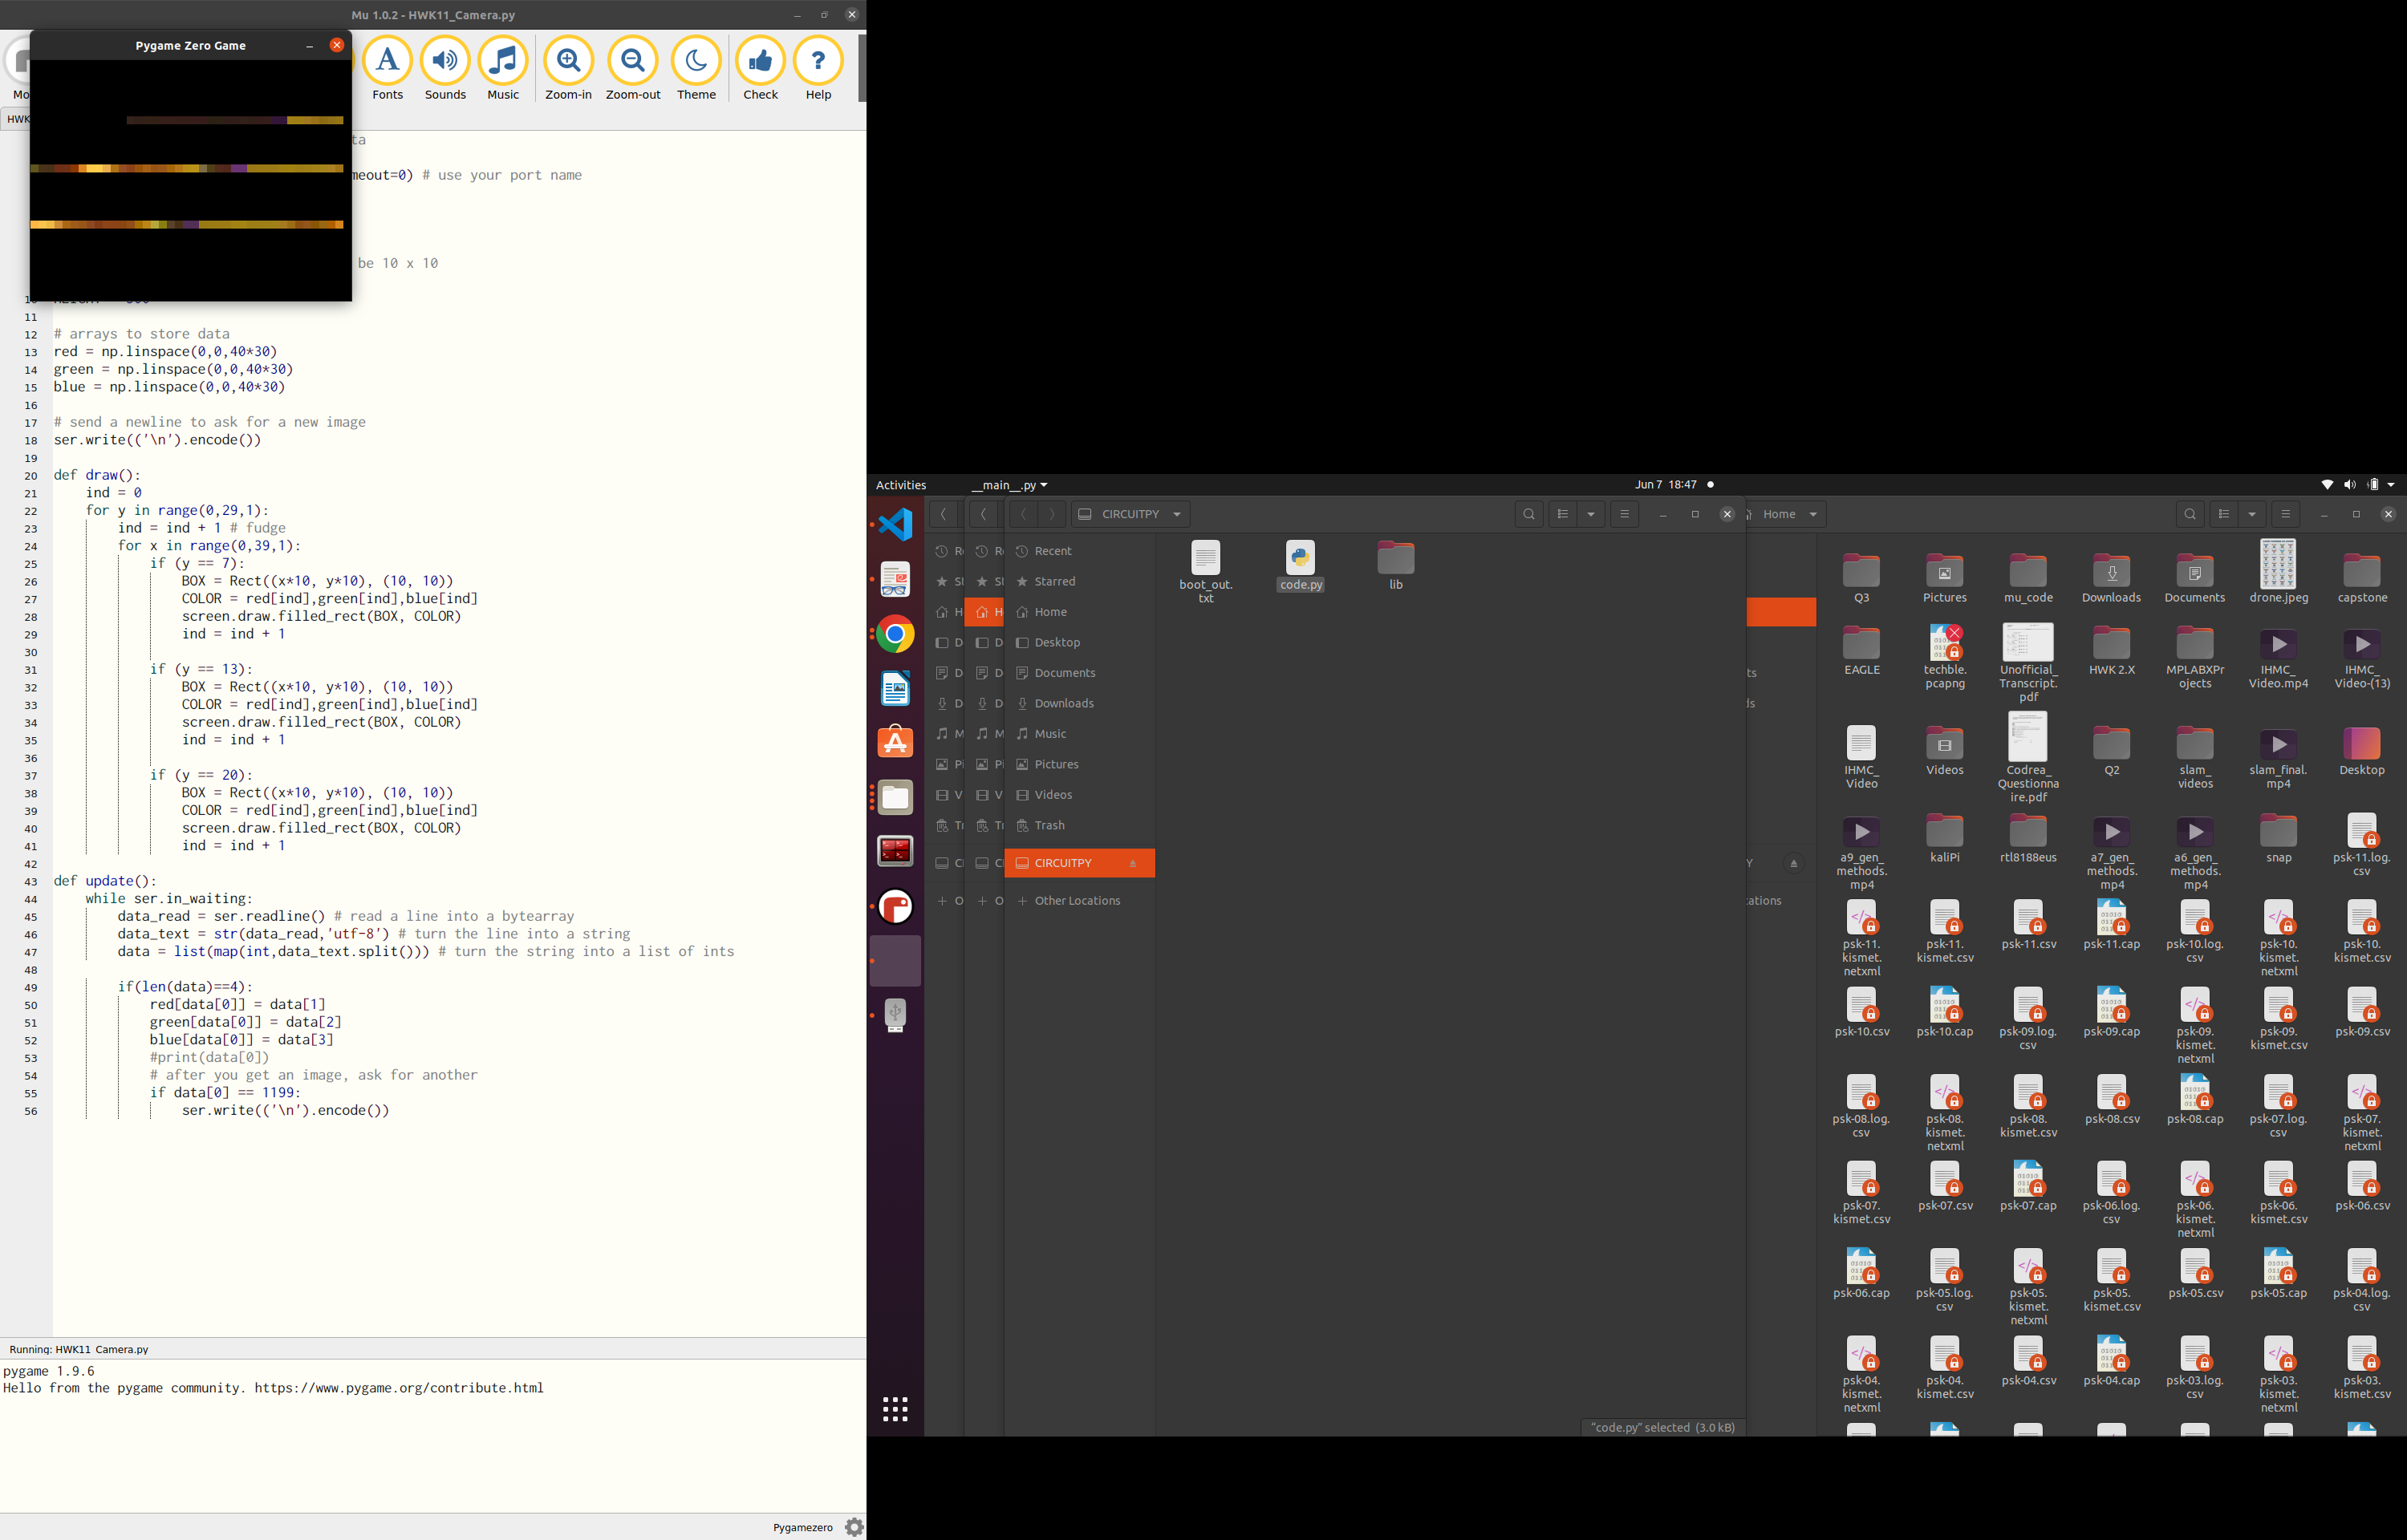 Mu 1.0.2 - HWK11_Camera.py
Pygame Zero Game
Mo
Fonts
Sounds
Music
Zoom-in
Zoom-out
Theme
Check
Help
HWK
ta
meout=0) # use your port name
be 10 x 10
11
12 # arrays to store data
13 red = np.linspace(0,0,40*30)
14 green = np.linspace(0,0,40*30)
15 blue = np.linspace(0,0,40*30)
16
17 # send a newline to ask for a new image
18 ser.write(('\n').encode())
19
20 def draw():
21 ind = 0
22 for y in range(0,29,1):
23 ind = ind + 1 # fudge
24 for x in range(0,39,1):
25 if (y == 7):
26 BOX = Rect((x*10, y*10), (10, 10))
27 COLOR = red[ind],green[ind],blue[ind]
28 screen.draw.filled_rect(BOX, COLOR)
29 ind = ind + 1
30
31 if (y == 13):
32 BOX = Rect((x*10, y*10), (10, 10))
33 COLOR = red[ind],green[ind],blue[ind]
34 screen.draw.filled_rect(BOX, COLOR)
35 ind = ind + 1
36
37 if (y == 20):
38 BOX = Rect((x*10, y*10), (10, 10))
39 COLOR = red[ind],green[ind],blue[ind]
40 screen.draw.filled_rect(BOX, COLOR)
41 ind = ind + 1
42
43 def update():
44 while ser.in_waiting:
45 data_read = ser.readline() # read a line into a bytearray
46 data_text = str(data_read,'utf-8') # turn the line into a string
47 data = list(map(int,data_text.split())) # turn the string into a list of ints
48
49 if(len(data)==4):
50 red[data[0]] = data[1]
51 green[data[0]] = data[2]
52 blue[data[0]] = data[3]
53 #print(data[0])
54 # after you get an image, ask for another
55 if data[0] == 1199:
56 ser.write(('\n').encode())
Running: HWK11_Camera.py
pygame 1.9.6
Hello from the pygame community. https://www.pygame.org/contribute.html
Pygamezero
Activities
__main__.py
Jun 7 18:47
CIRCUITPY
Home
Recent
Starred
Home
Desktop
Documents
Downloads
Music
Pictures
Videos
Trash
CIRCUITPY
Other Locations
boot_out.
txt
code.py
lib
"code.py" selected (3.0 kB)
ts
ds
Y
cations
Q3
Pictures
mu_code
Downloads
Documents
drone.jpeg
capstone
EAGLE
techble.
pcapng
Unofficial_
Transcript.
pdf
HWK 2.X
MPLABXPr
ojects
IHMC_
Video.mp4
IHMC_
Video-(13)
IHMC_
Video
Videos
Codrea_
Questionna
ire.pdf
Q2
slam_
videos
slam_final.
mp4
Desktop
a9_gen_
methods.
mp4
kaliPi
rtl8188eus
a7_gen_
methods.
mp4
a6_gen_
methods.
mp4
snap
psk-11.log.
csv
psk-11.
kismet.
netxml
psk-11.
kismet.csv
psk-11.csv
psk-11.cap
psk-10.log.
csv
psk-10.
kismet.
netxml
psk-10.
kismet.csv
psk-10.csv
psk-10.cap
psk-09.log.
csv
psk-09.cap
psk-09.
kismet.
netxml
psk-09.
kismet.csv
psk-09.csv
psk-08.log.
csv
psk-08.
kismet.
netxml
psk-08.
kismet.csv
psk-08.csv
psk-08.cap
psk-07.log.
csv
psk-07.
kismet.
netxml
psk-07.
kismet.csv
psk-07.csv
psk-07.cap
psk-06.log.
csv
psk-06.
kismet.
netxml
psk-06.
kismet.csv
psk-06.csv
psk-06.cap
psk-05.log.
csv
psk-05.
kismet.
netxml
psk-05.
kismet.csv
psk-05.csv
psk-05.cap
psk-04.log.
csv
psk-04.
kismet.
netxml
psk-04.
kismet.csv
psk-04.csv
psk-04.cap
psk-03.log.
csv
psk-03.
kismet.
netxml
psk-03.
kismet.csv